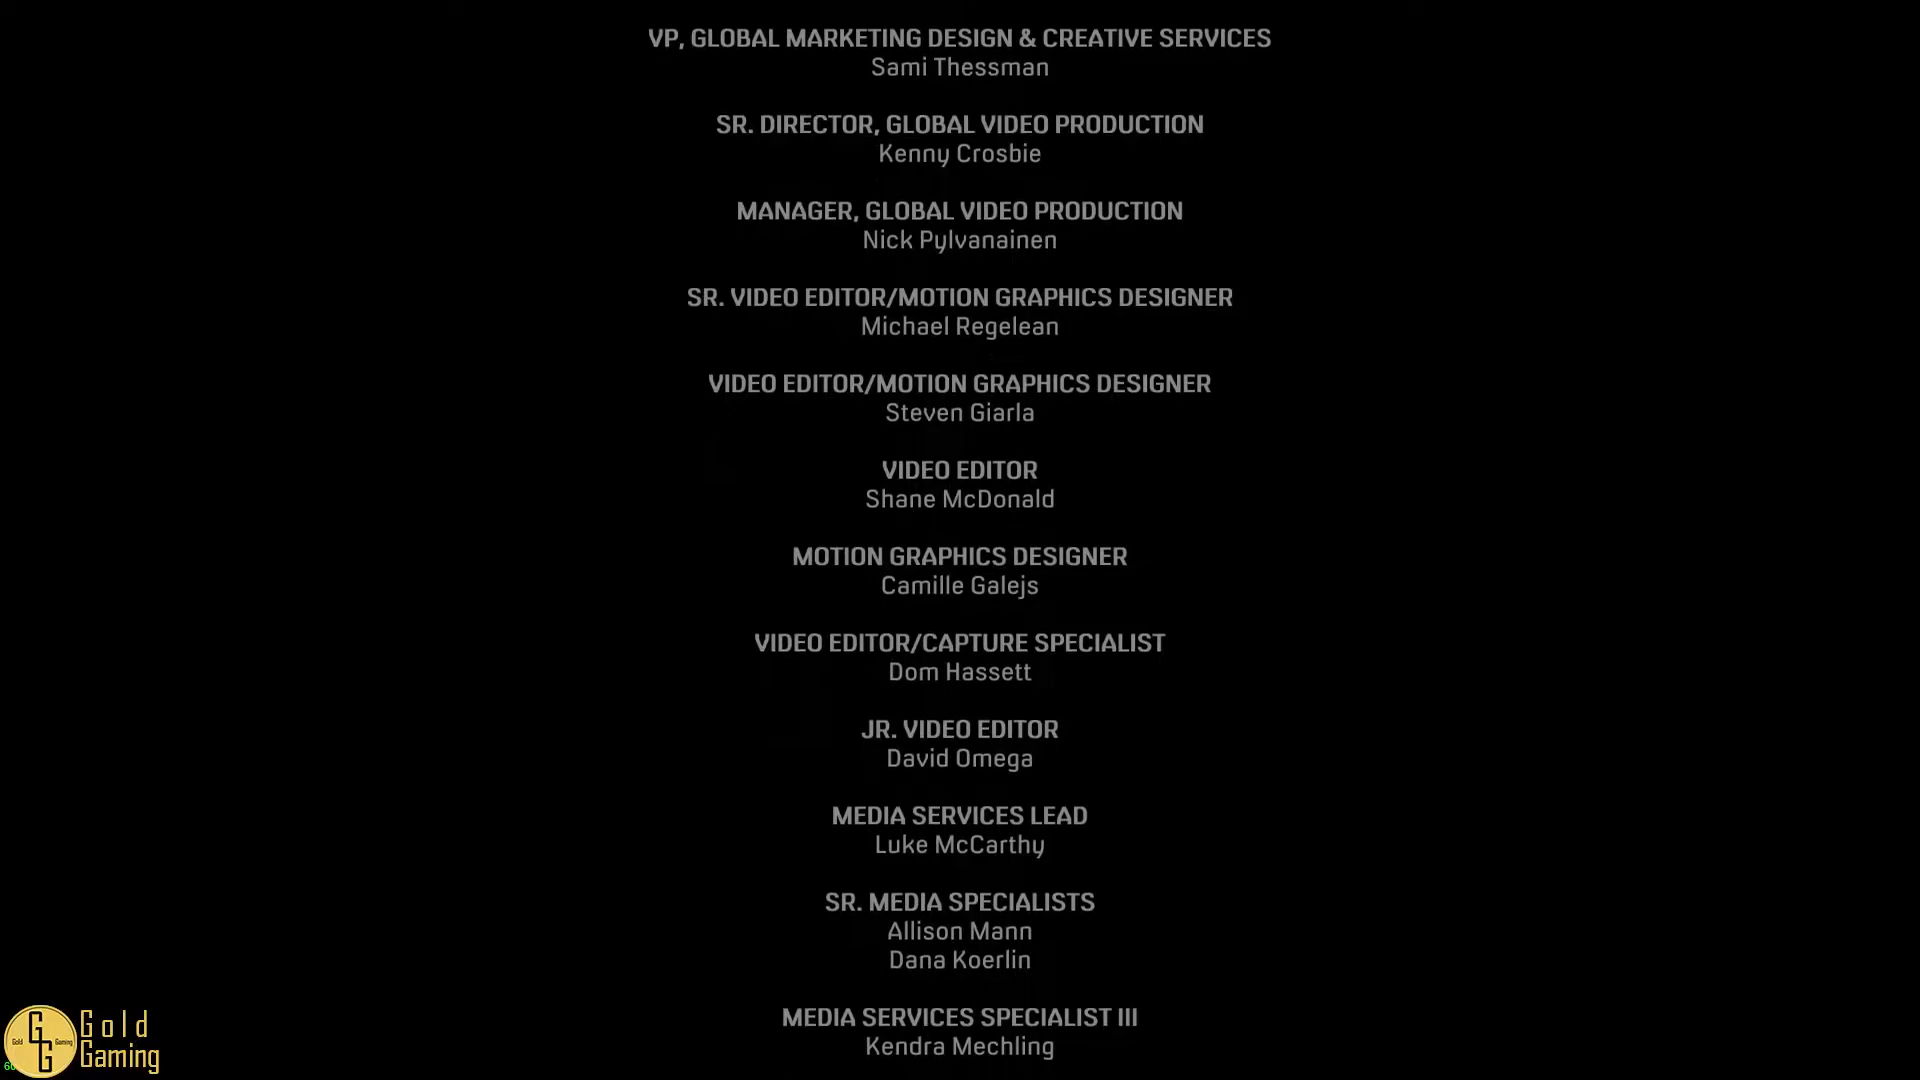 VP, GLOBAL MARKETING DESIGN & CREATIVE SERVICES
Sami Thessman
SR. DIRECTOR, GLOBAL VIDEO PRODUCTION
Kenny Crosbie
MANAGER, GLOBAL VIDEO PRODUCTION
Nick Pylvanainen
SR. VIDEO EDITOR/MOTION GRAPHICS DESIGNER
Michael Regelean
VIDEO EDITOR/MOTION GRAPHICS DESIGNER
Steven Giarla
VIDEO EDITOR
Shane McDonald
MOTION GRAPHICS DESIGNER
Camille Galejs
VIDEO EDITOR/CAPTURE SPECIALIST
Dom Hassett
JR. VIDEO EDITOR
David Omega
MEDIA SERVICES LEAD
Luke McCarthy
SR. MEDIA SPECIALISTS
Allison Mann
Dana Koerlin
MEDIA SERVICES SPECIALIST III
Kendra Mechling
Gold GG Gaming
Gold
Gaming